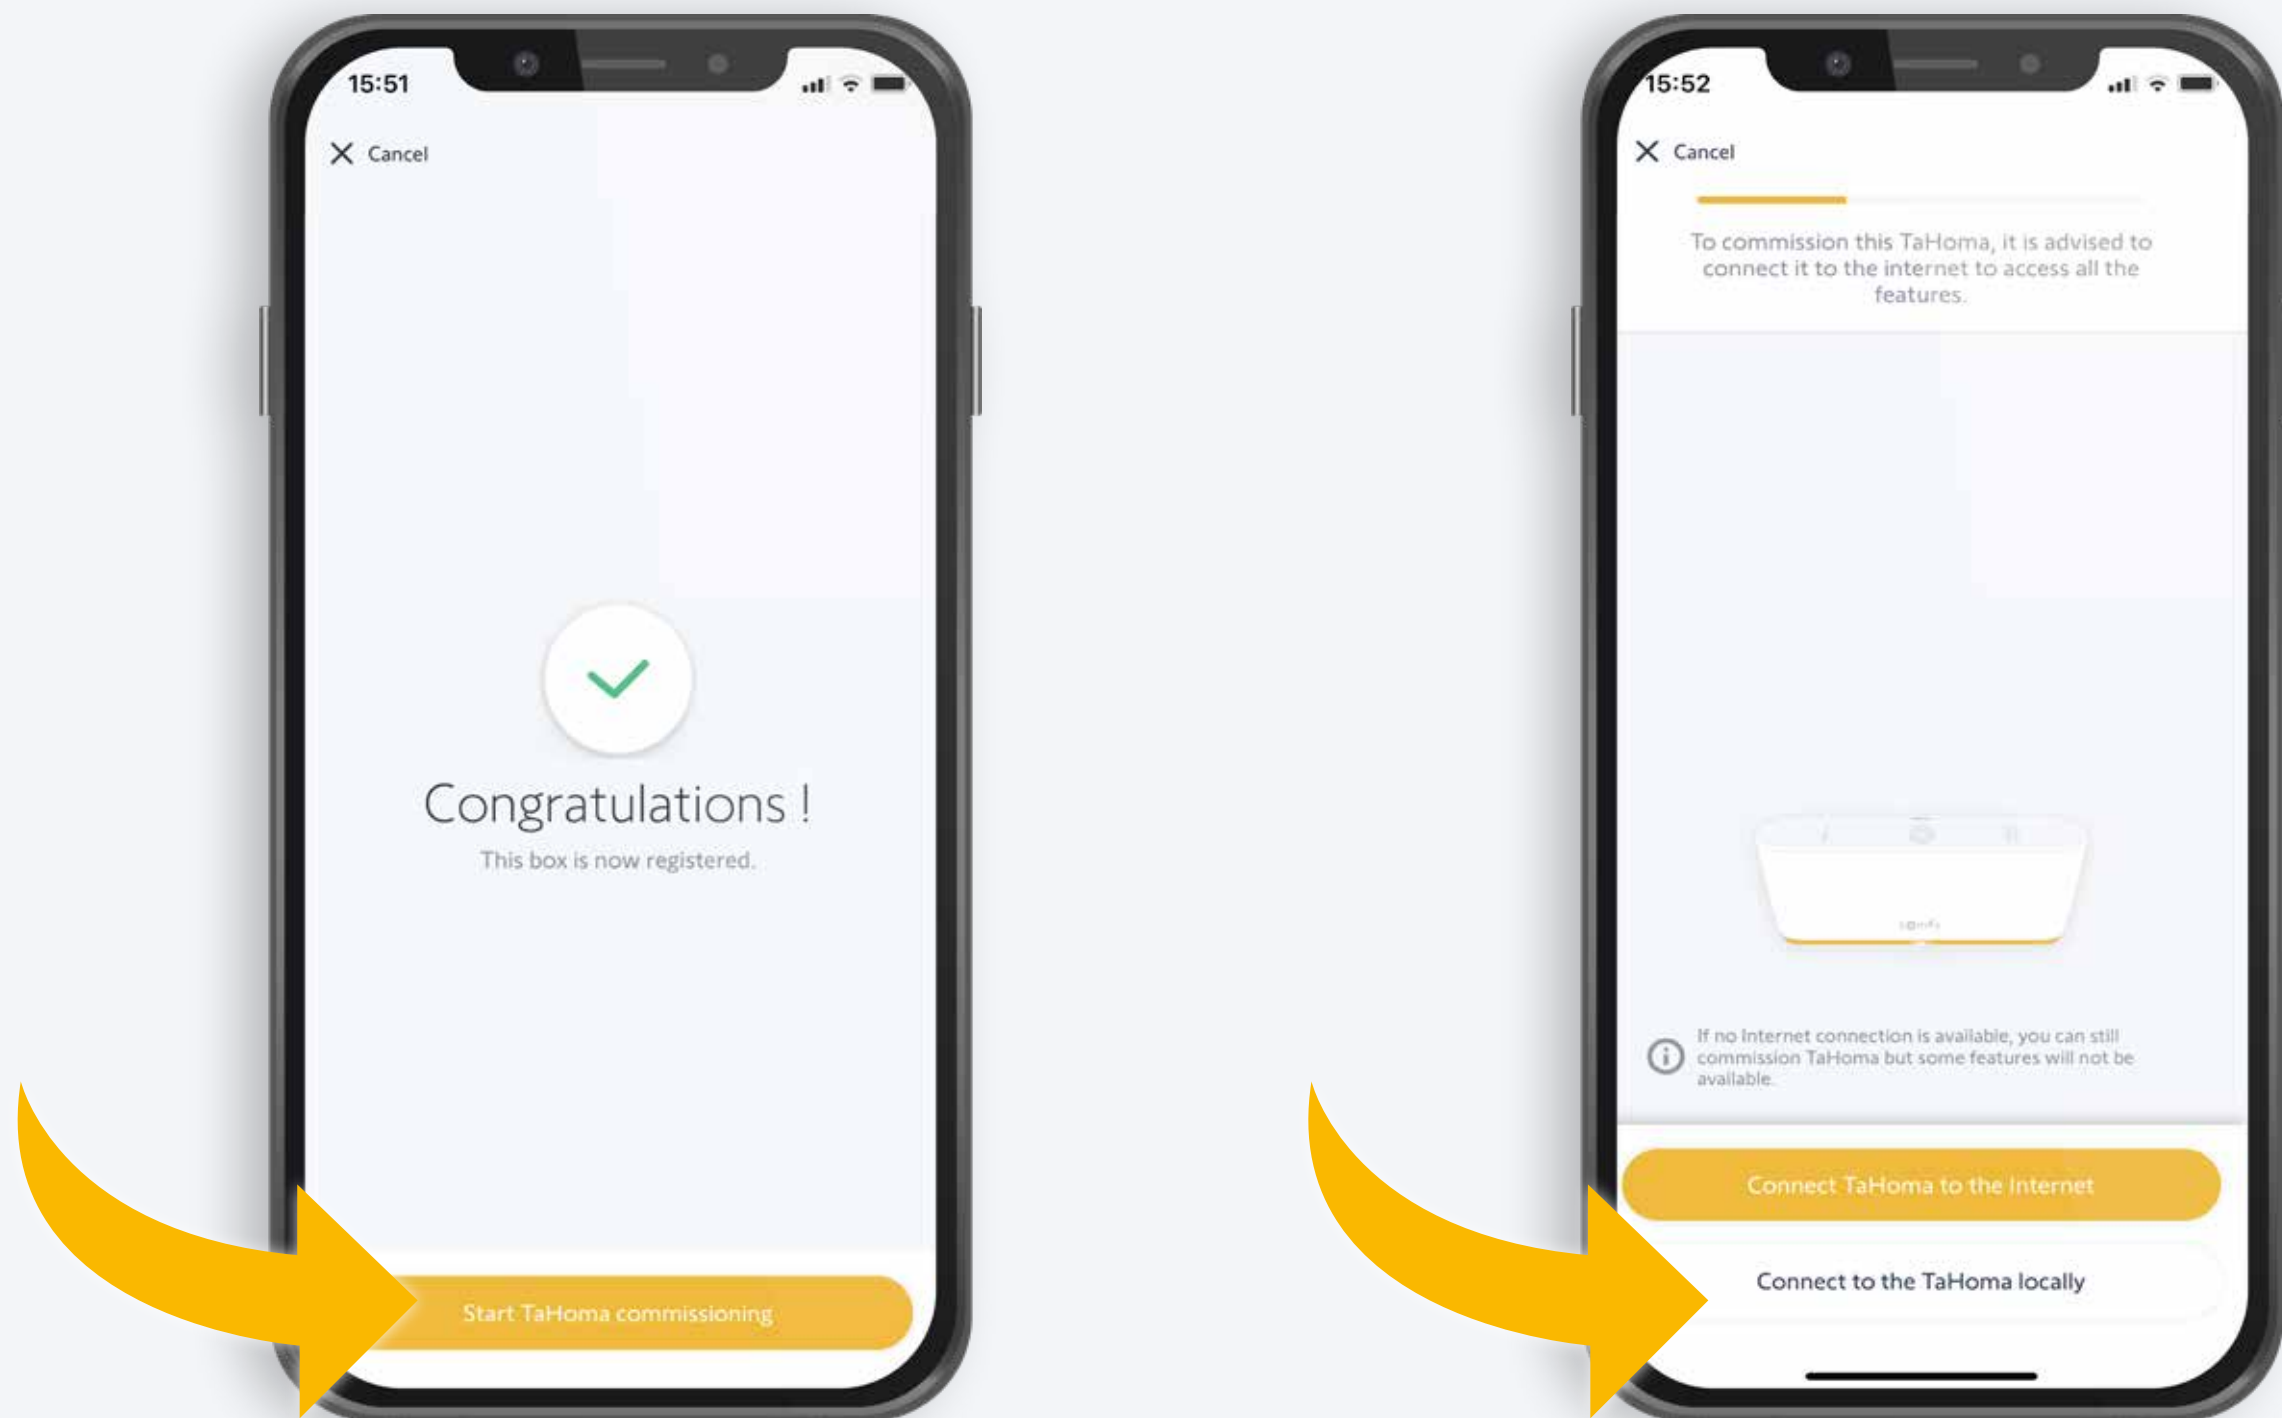 15:51
Cancel
Congratulations !
This box is now registered.
Start TaHoma commissioning
15:52
Cancel
To commission this TaHoma, it is advised to
connect it to the internet to access all the
features.
somfy
If no Internet connection is available, you can still
commission TaHoma but some features will not be
available.
Connect TaHoma to the Internet
Connect to the TaHoma locally